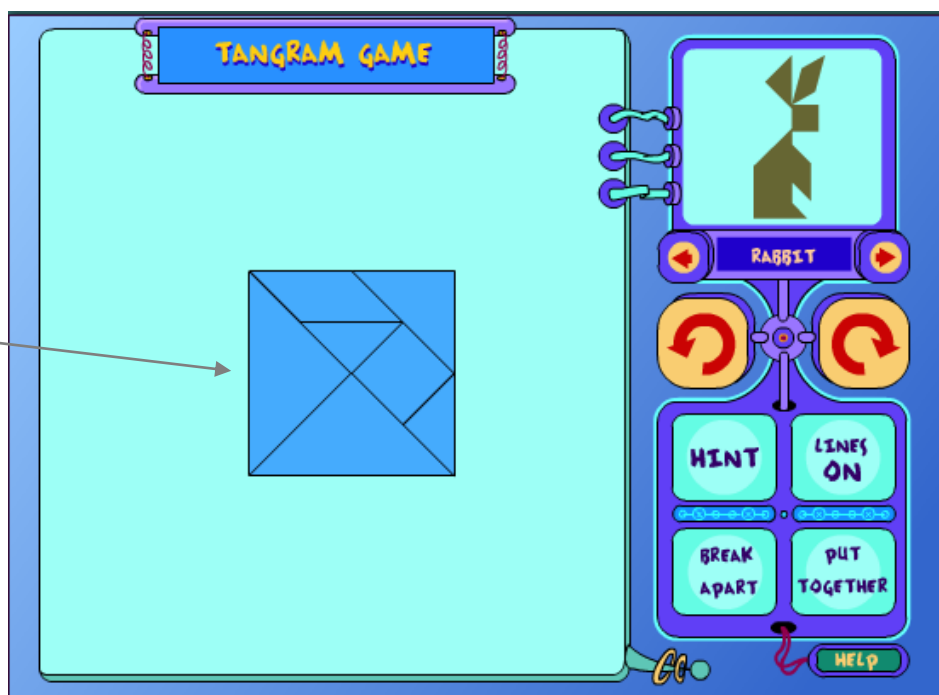 TANGRAM GAME
RABBIT
HINT
LINES
ON
BREAK
APART
PUT
TOGETHER
HELP